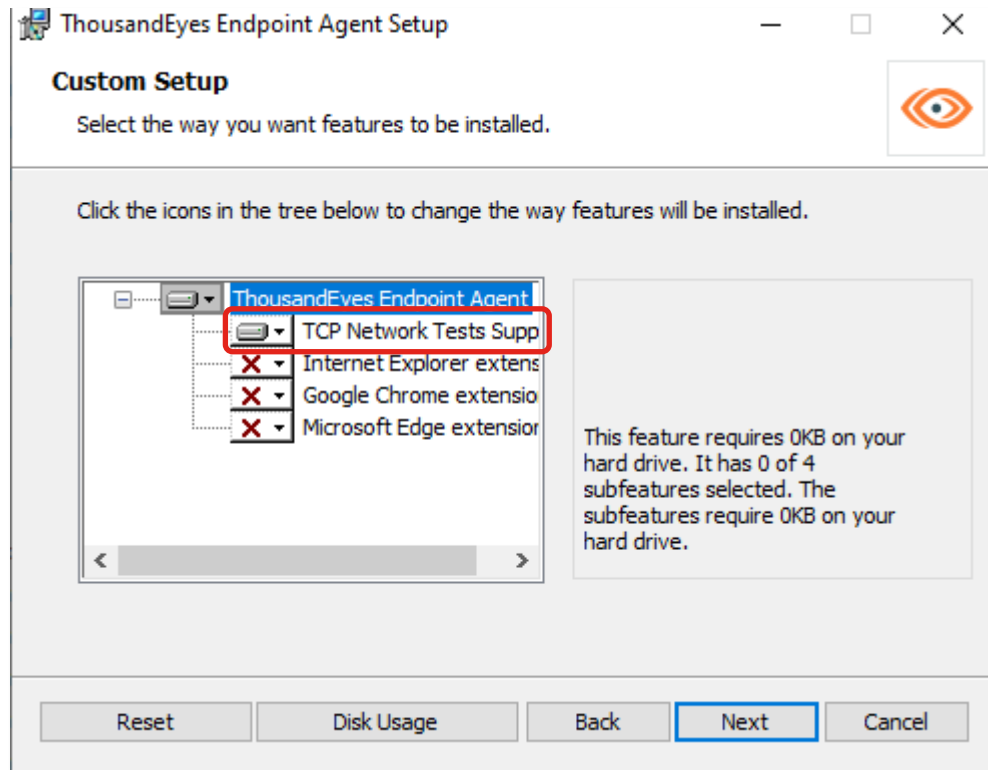 ThousandEyes Endpoint Agent Setup
Custom Setup
Select the way you want features to be installed.
Click the icons in the tree below to change the way features will be installed.
ThousandEyes Endpoint Agent
TCP Network Tests Supp
Internet Explorer extens
Google Chrome extensio
Microsoft Edge extension
This feature requires 0KB on your
hard drive. It has 0 of 4
subfeatures selected. The
subfeatures require 0KB on your
hard drive.
Reset
Disk Usage
Back
Next
Cancel